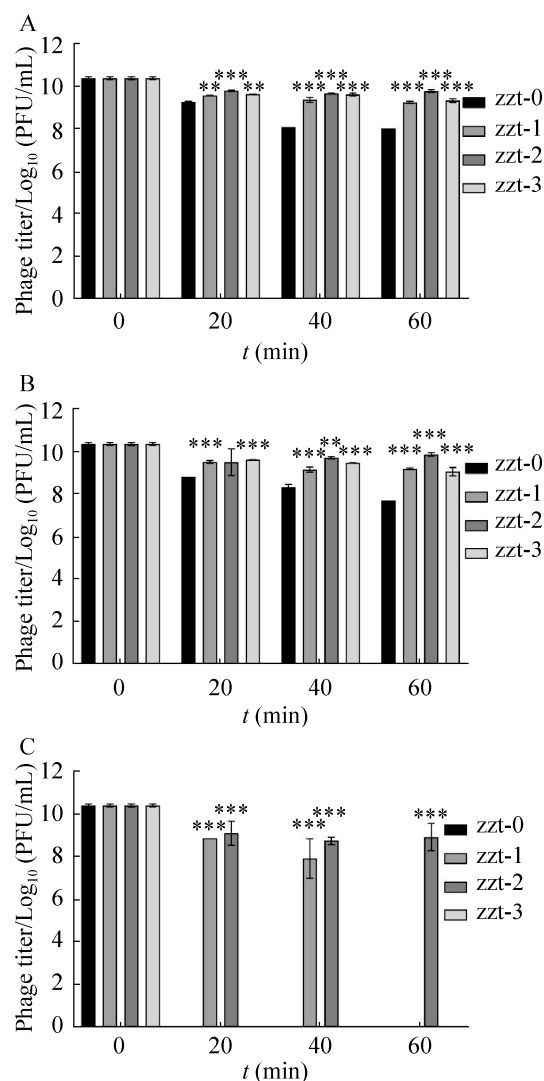 A
Phage titer/Log10 (PFU/mL)
12
10
8
6
4
2
0
** *** **
*** *** ***
*** *** ***
zzt-0
zzt-1
zzt-2
zzt-3
0 20 40 60
t (min)
B
Phage titer/Log10 (PFU/mL)
12
10
8
6
4
2
0
*** ***
*** ** ***
*** *** ***
zzt-0
zzt-1
zzt-2
zzt-3
0 20 40 60
t (min)
C
Phage titer/Log10 (PFU/mL)
12
10
8
6
4
2
0
*** ***
*** ***
***
zzt-0
zzt-1
zzt-2
zzt-3
0 20 40 60
t (min)